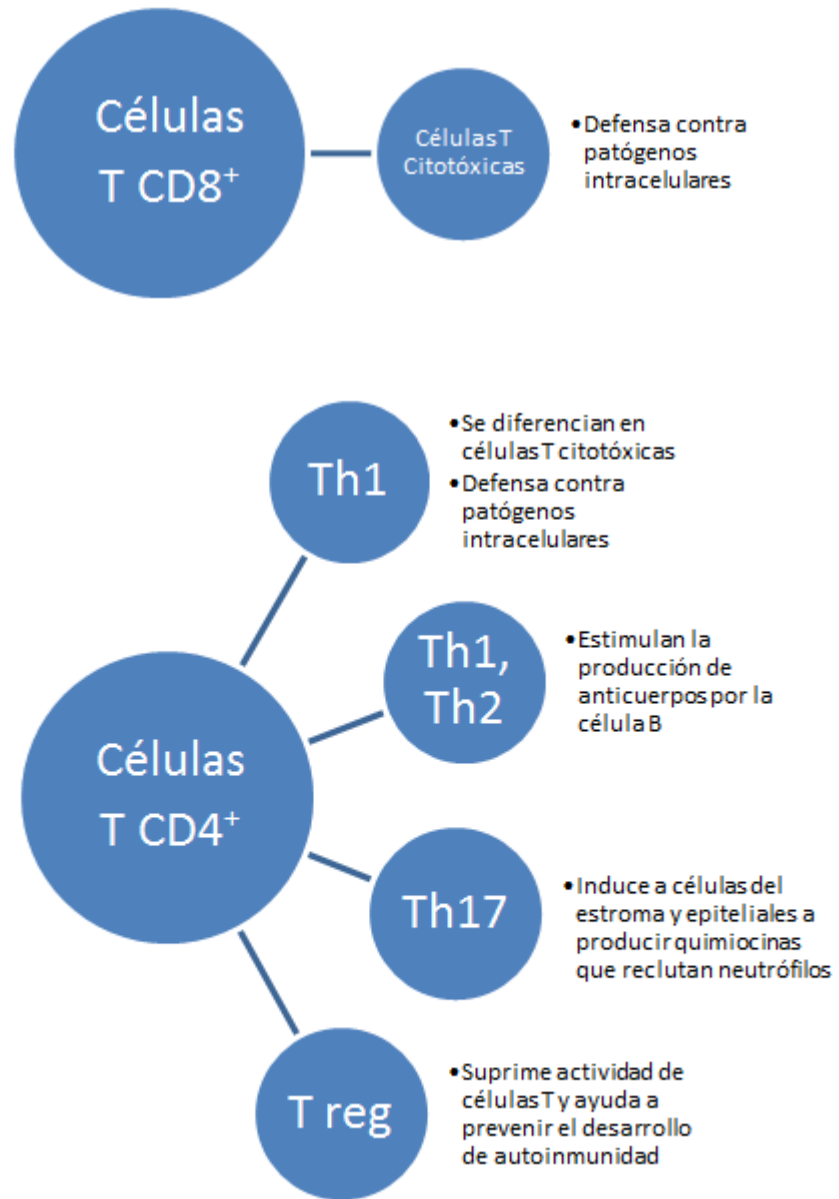 Células
T CD8⁺
Células T
Citotóxicas
•Defensa contra
patógenos
intracelulares
Th1
•Se diferencian en
células T citotóxicas
•Defensa contra
patógenos
intracelulares
Th1,
Th2
•Estimulan la
producción de
anticuerpos por la
célula B
Células
T CD4⁺
Th17
•Induce a células del
estroma y epiteliales a
producir quimiocinas
que reclutan neutrófilos
T reg
•Suprime actividad de
células T y ayuda a
prevenir el desarrollo
de autoinmunidad